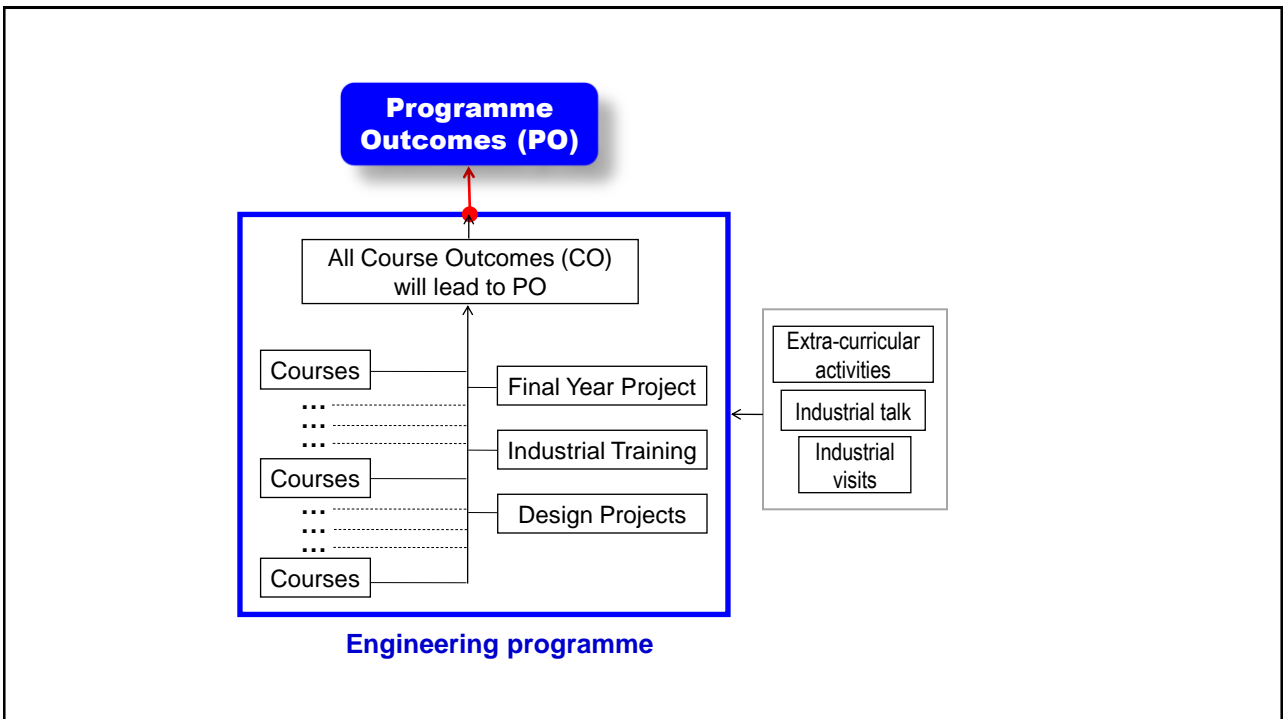 Programme
Outcomes (PO)
All Course Outcomes (CO)
will lead to PO
Courses
...
...
...
Courses
...
...
...
Courses
Final Year Project
Industrial Training
Design Projects
Extra-curricular
activities
Industrial talk
Industrial
visits
Engineering programme